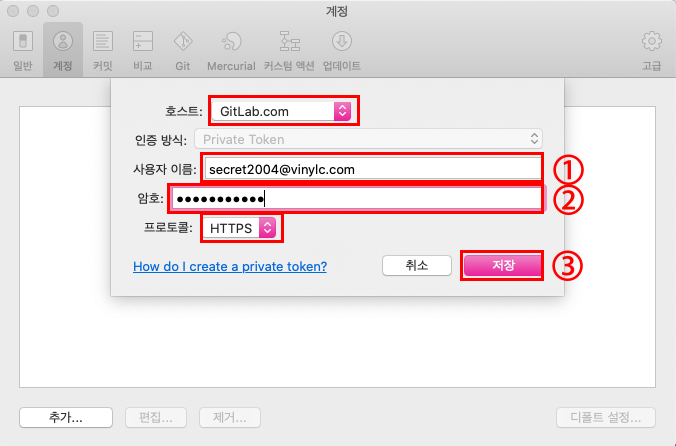 계정
일반 계정 커밋 비교 Git Mercurial 커스텀 액션 업데이트 고급
호스트: GitLab.com
인증 방식: Private Token
사용자 이름: secret2004@vinylc.com ①
암호: ●●●●●●●●●●● ②
프로토콜: HTTPS
How do I create a private token? 취소 저장 ③
추가... 편집... 제거... 디폴트 설정...